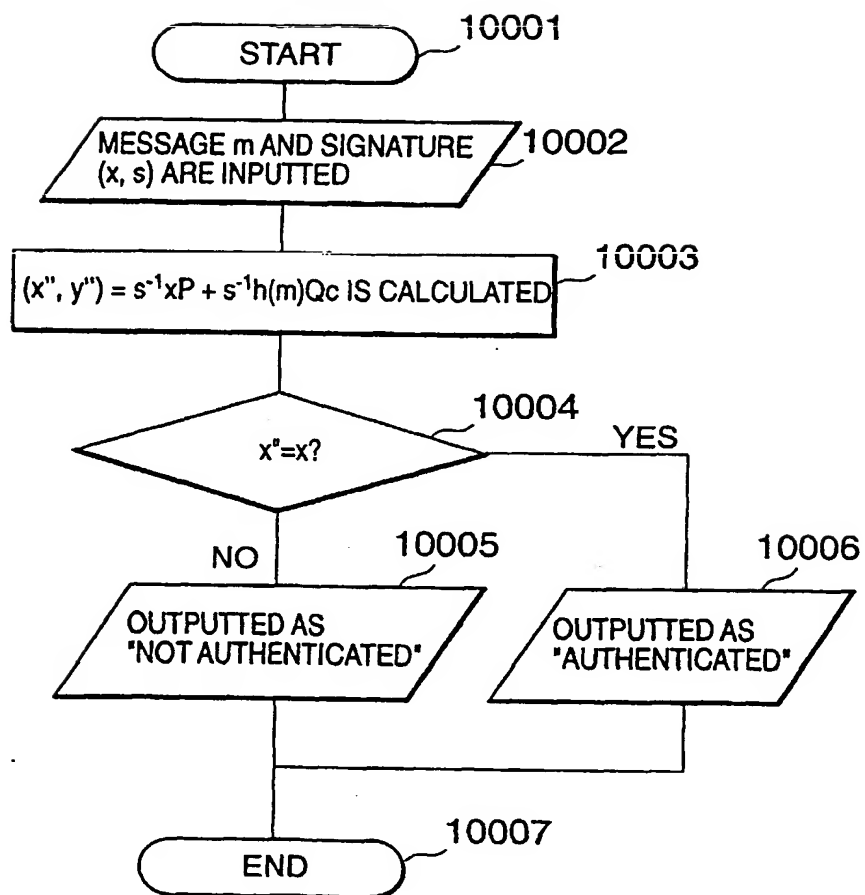 10001
START
MESSAGE m AND SIGNATURE
(x, s) ARE INPUTTED
10002
10003
(x", y") = s⁻¹xP + s⁻¹h(m)Qc IS CALCULATED
10004
x"=x?
YES
NO
10005
10006
OUTPUTTED AS
"NOT AUTHENTICATED"
OUTPUTTED AS
"AUTHENTICATED"
10007
END